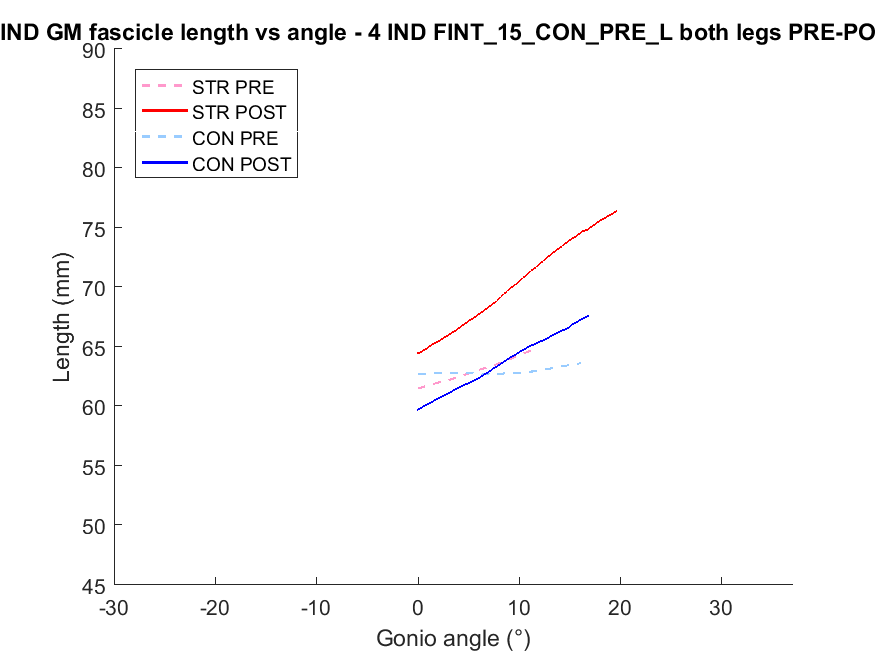 IND GM fascicle length vs angle - 4 IND FINT_15_CON_PRE_L both legs PRE-PO
90
85
80
75
70
65
60
55
50
45
Length (mm)
STR PRE
STR POST
CON PRE
CON POST
-30
-20
-10
0
10
20
30
Gonio angle (°)